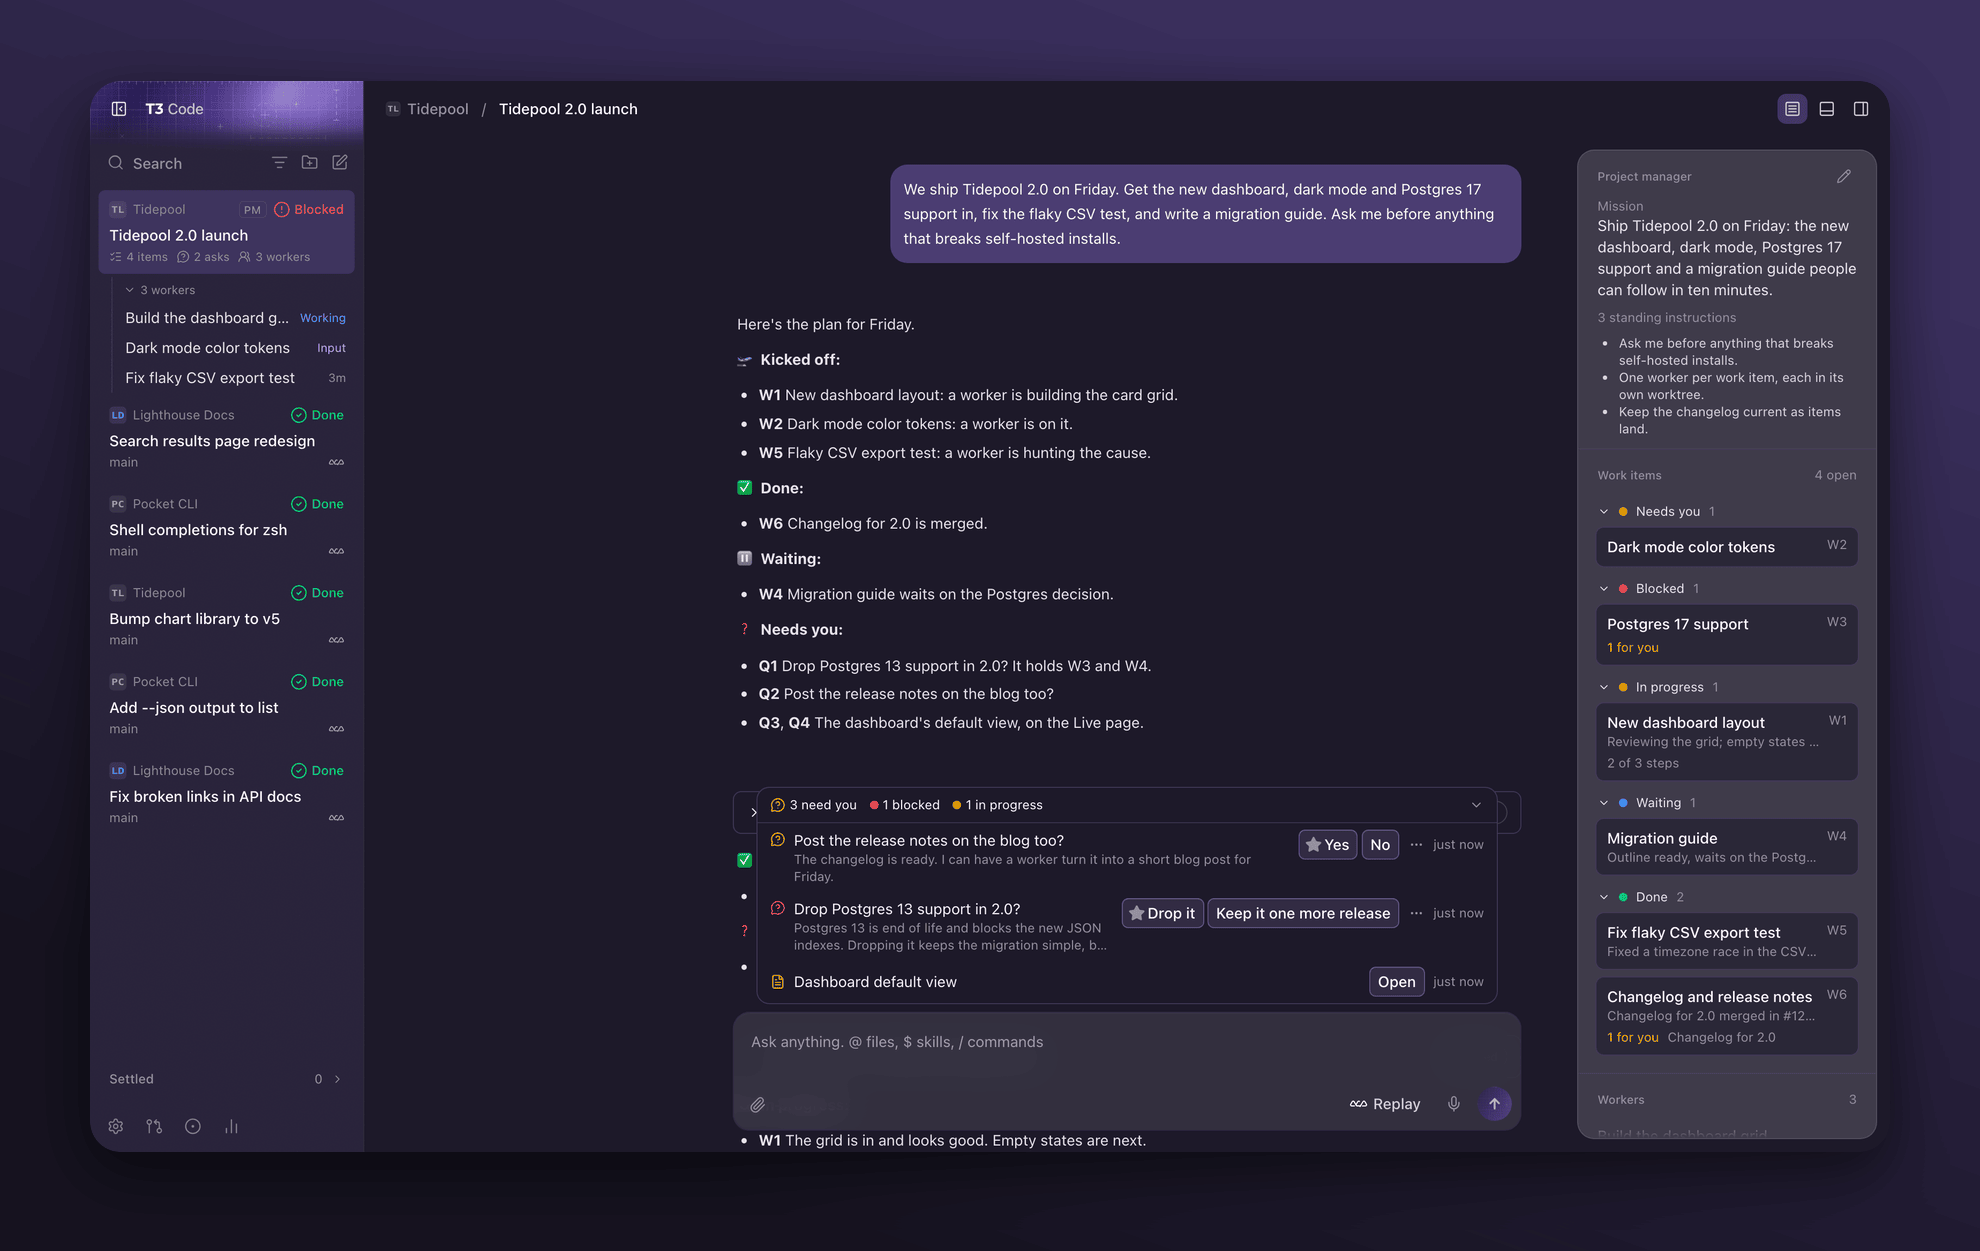 T3 Code
Search
TL Tidepool PM Blocked
Tidepool 2.0 launch
4 items 2 asks 3 workers
3 workers
Build the dashboard g... Working
Dark mode color tokens Input
Fix flaky CSV export test 3m
LD Lighthouse Docs Done
Search results page redesign
main
PC Pocket CLI Done
Shell completions for zsh
main
TL Tidepool Done
Bump chart library to v5
main
PC Pocket CLI Done
Add --json output to list
main
LD Lighthouse Docs Done
Fix broken links in API docs
main
Settled 0
TL Tidepool / Tidepool 2.0 launch
We ship Tidepool 2.0 on Friday. Get the new dashboard, dark mode and Postgres 17
support in, fix the flaky CSV test, and write a migration guide. Ask me before anything
that breaks self-hosted installs.
Here's the plan for Friday.
🛫 Kicked off:
• W1 New dashboard layout: a worker is building the card grid.
• W2 Dark mode color tokens: a worker is on it.
• W5 Flaky CSV export test: a worker is hunting the cause.
✅ Done:
• W6 Changelog for 2.0 is merged.
⏸️ Waiting:
• W4 Migration guide waits on the Postgres decision.
❓ Needs you:
• Q1 Drop Postgres 13 support in 2.0? It holds W3 and W4.
• Q2 Post the release notes on the blog too?
• Q3, Q4 The dashboard's default view, on the Live page.
3 need you 1 blocked 1 in progress
Post the release notes on the blog too? Yes No ... just now
The changelog is ready. I can have a worker turn it into a short blog post for
Friday.
Drop Postgres 13 support in 2.0? Drop it Keep it one more release ... just now
Postgres 13 is end of life and blocks the new JSON
indexes. Dropping it keeps the migration simple, b...
Dashboard default view Open just now
Ask anything. @ files, $ skills, / commands
Replay
• W1 The grid is in and looks good. Empty states are next.
Project manager
Mission
Ship Tidepool 2.0 on Friday: the new
dashboard, dark mode, Postgres 17
support and a migration guide people
can follow in ten minutes.
3 standing instructions
• Ask me before anything that breaks
self-hosted installs.
• One worker per work item, each in its
own worktree.
• Keep the changelog current as items
land.
Work items 4 open
Needs you 1
Dark mode color tokens W2
Blocked 1
Postgres 17 support W3
1 for you
In progress 1
New dashboard layout W1
Reviewing the grid; empty states ...
2 of 3 steps
Waiting 1
Migration guide W4
Outline ready, waits on the Postg...
Done 2
Fix flaky CSV export test W5
Fixed a timezone race in the CSV...
Changelog and release notes W6
Changelog for 2.0 merged in #12...
1 for you Changelog for 2.0
Workers 3
Build the dashboard grid